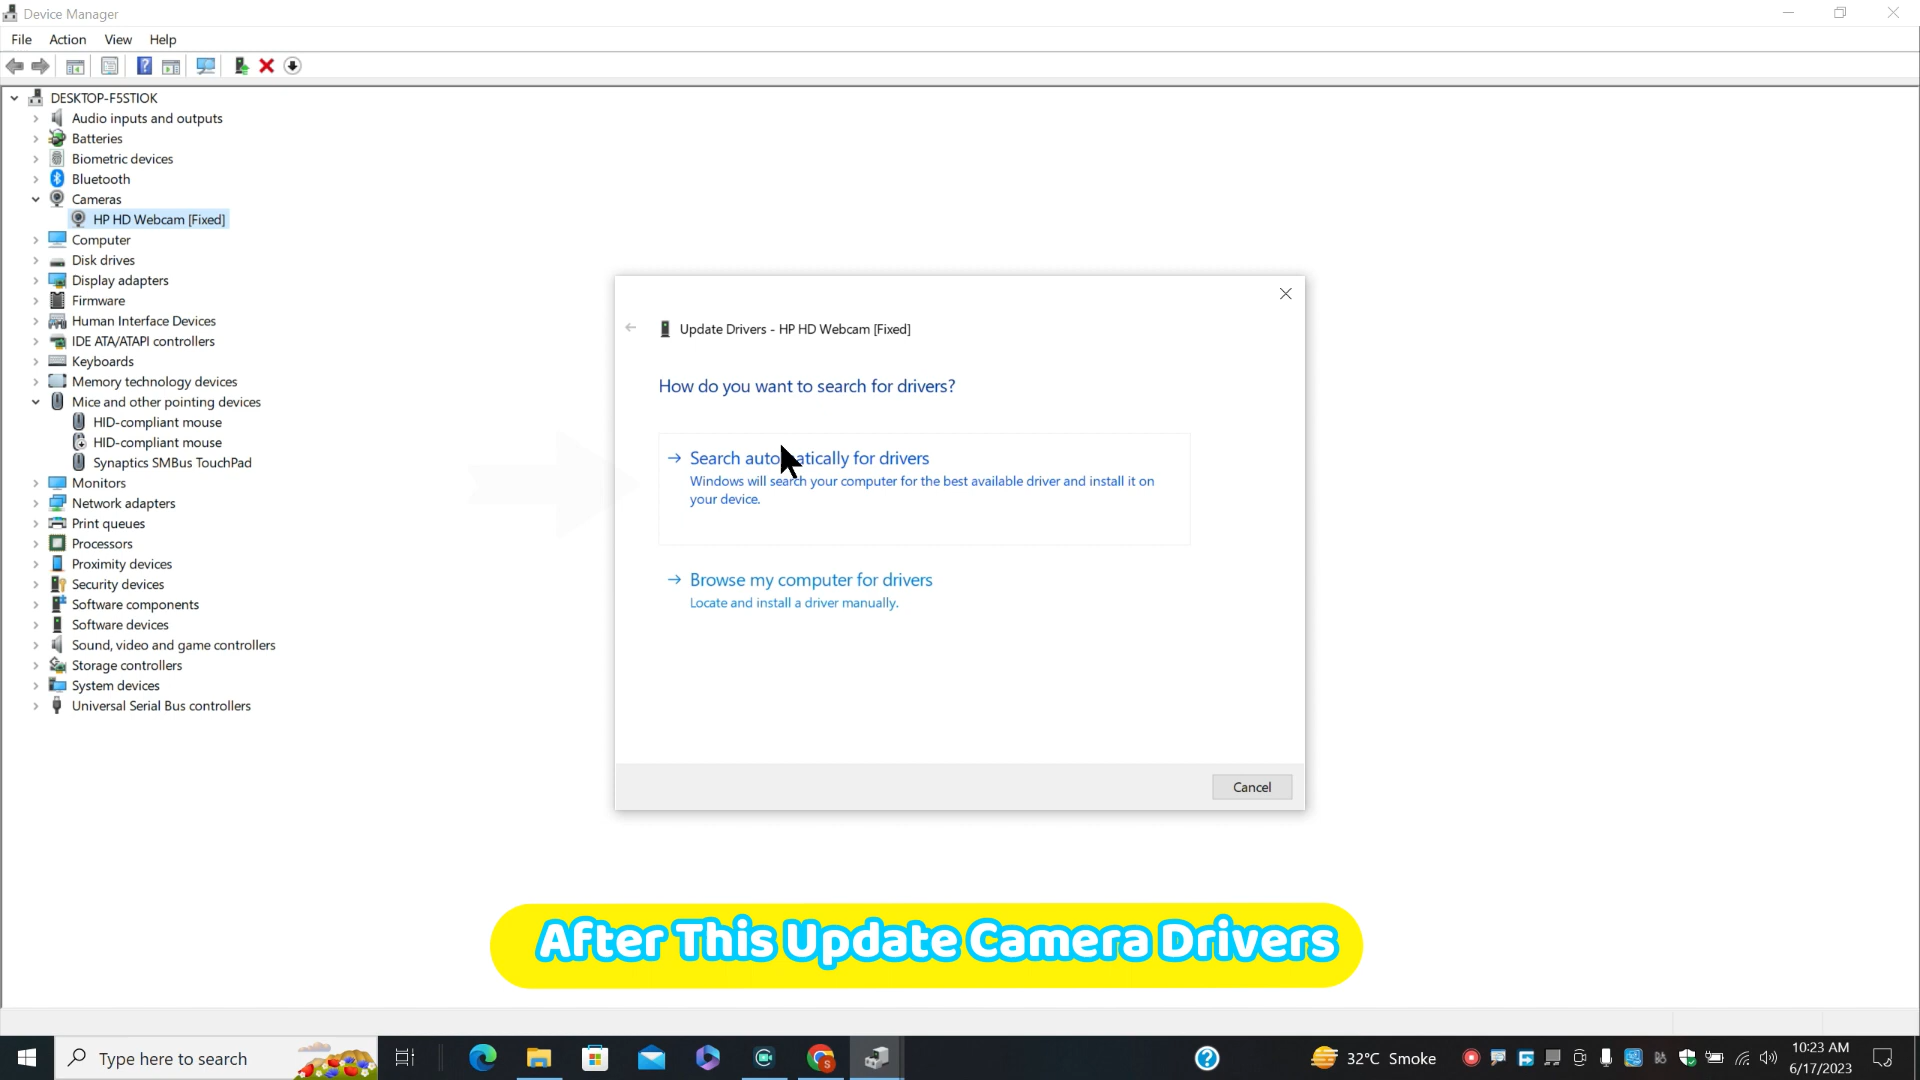 Device Manager
File Action View Help
DESKTOP-F5STIOK
Audio inputs and outputs
Batteries
Biometric devices
Bluetooth
Cameras
HP HD Webcam [Fixed]
Computer
Disk drives
Display adapters
Firmware
Human Interface Devices
IDE ATA/ATAPI controllers
Keyboards
Memory technology devices
Mice and other pointing devices
HID-compliant mouse
HID-compliant mouse
Synaptics SMBus TouchPad
Monitors
Network adapters
Print queues
Processors
Proximity devices
Security devices
Software components
Software devices
Sound, video and game controllers
Storage controllers
System devices
Universal Serial Bus controllers
Update Drivers - HP HD Webcam [Fixed]
How do you want to search for drivers?
Search automatically for drivers
Windows will search your computer for the best available driver and install it on
your device.
Browse my computer for drivers
Locate and install a driver manually.
Cancel
After This Update Camera Drivers
Type here to search
32°C Smoke
10:23 AM
6/17/2023